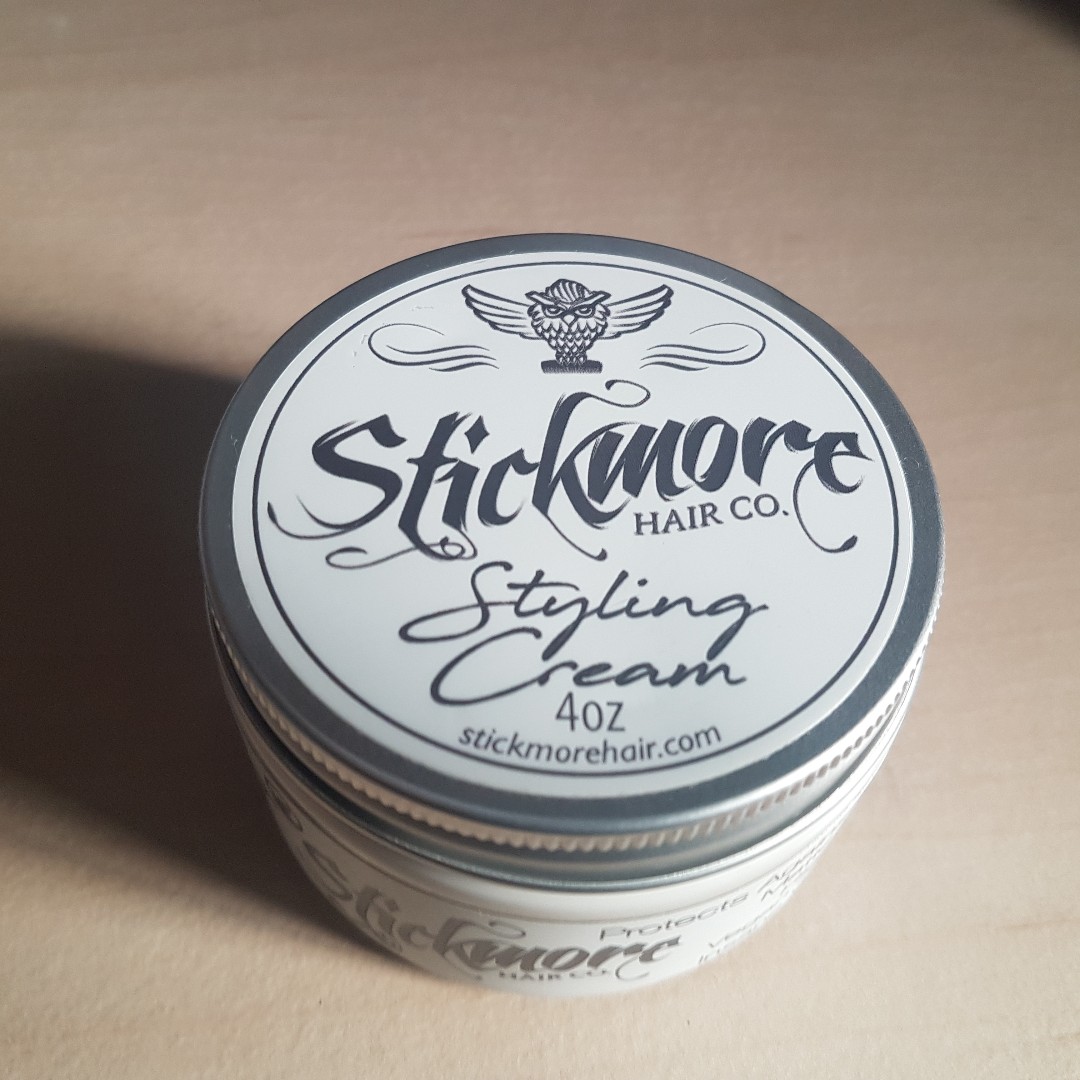 Stickmore
HAIR CO.
Styling
Cream
4oz
stickmorehair.com
Stickmore
HAIR CO.
Protects